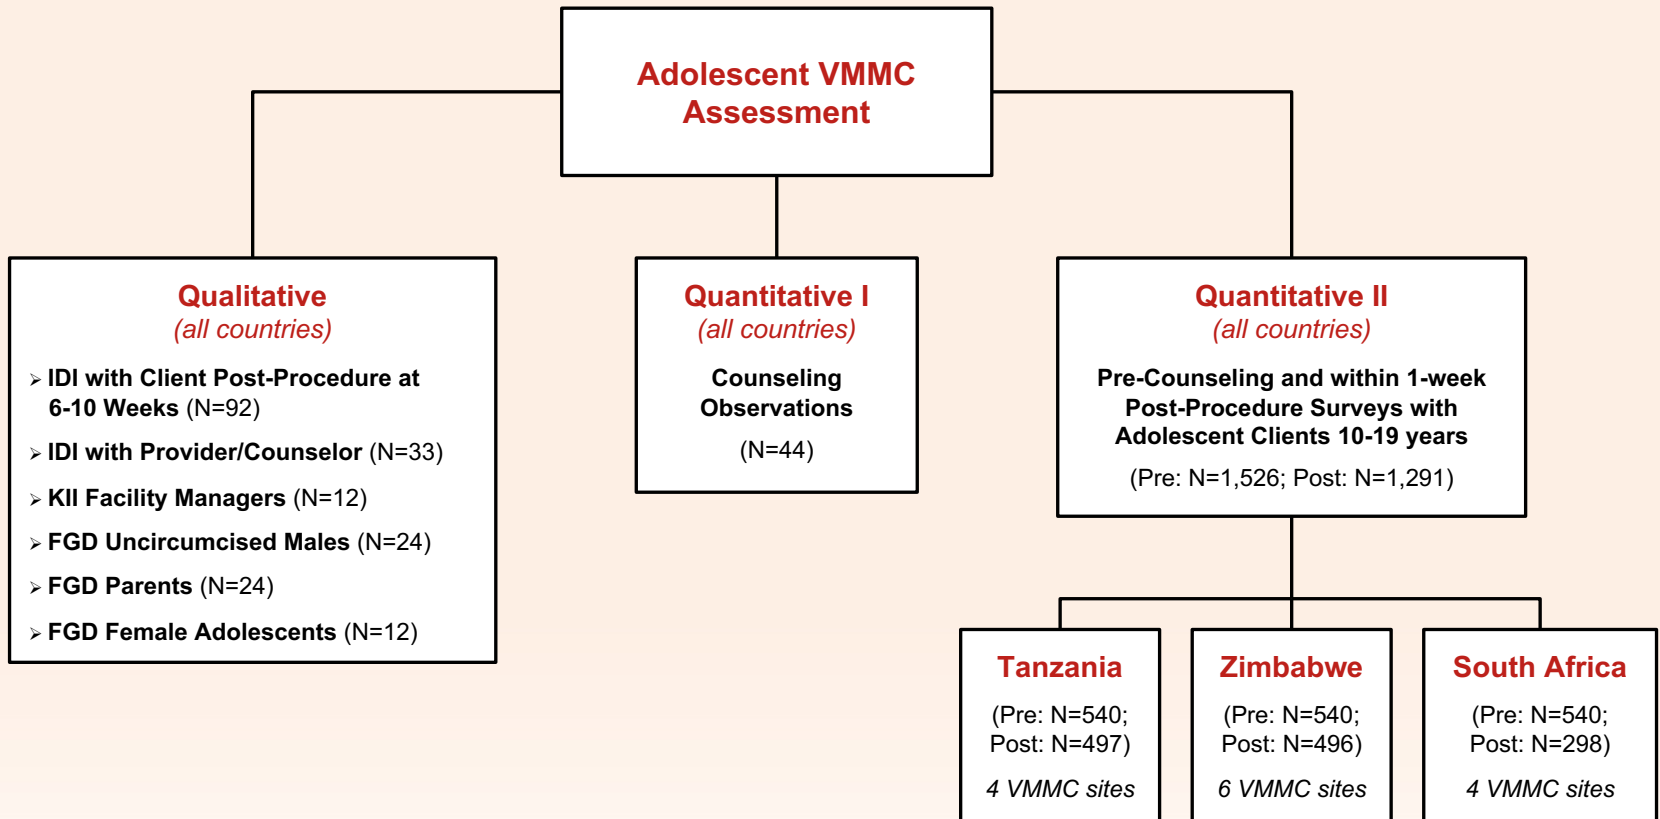 Adolescent VMMC
Assessment
Qualitative
(all countries)
➢ IDI with Client Post-Procedure at
6-10 Weeks (N=92)
➢ IDI with Provider/Counselor (N=33)
➢ KII Facility Managers (N=12)
➢ FGD Uncircumcised Males (N=24)
➢ FGD Parents (N=24)
➢ FGD Female Adolescents (N=12)
Quantitative I
(all countries)
Counseling
Observations
(N=44)
Quantitative II
(all countries)
Pre-Counseling and within 1-week
Post-Procedure Surveys with
Adolescent Clients 10-19 years
(Pre: N=1,526; Post: N=1,291)
Tanzania
(Pre: N=540;
Post: N=497)
4 VMMC sites
Zimbabwe
(Pre: N=540;
Post: N=496)
6 VMMC sites
South Africa
(Pre: N=540;
Post: N=298)
4 VMMC sites